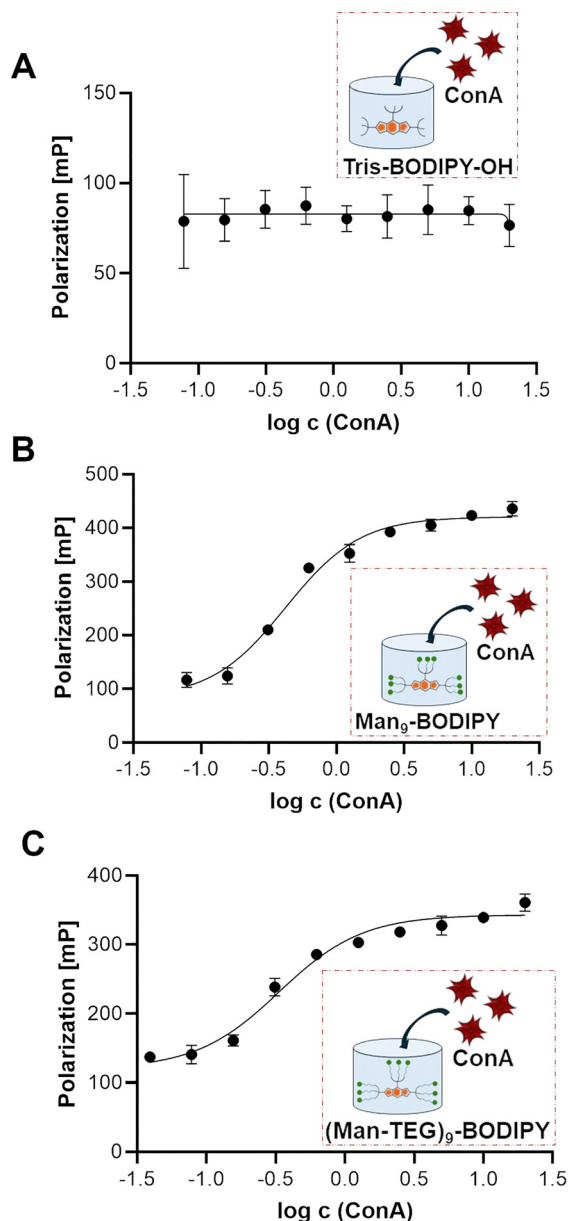 A
ConA
Tris-BODIPY-OH
Polarization [mP]
150
100
50
0
-1.5 -1.0 -0.5 0.0 0.5 1.0 1.5
log c (ConA)
B
ConA
Man₉-BODIPY
Polarization [mP]
500
400
300
200
100
0
-1.5 -1.0 -0.5 0.0 0.5 1.0 1.5
log c (ConA)
C
ConA
(Man-TEG)₉-BODIPY
Polarization [mP]
400
300
200
100
0
-1.5 -1.0 -0.5 0.0 0.5 1.0 1.5
log c (ConA)